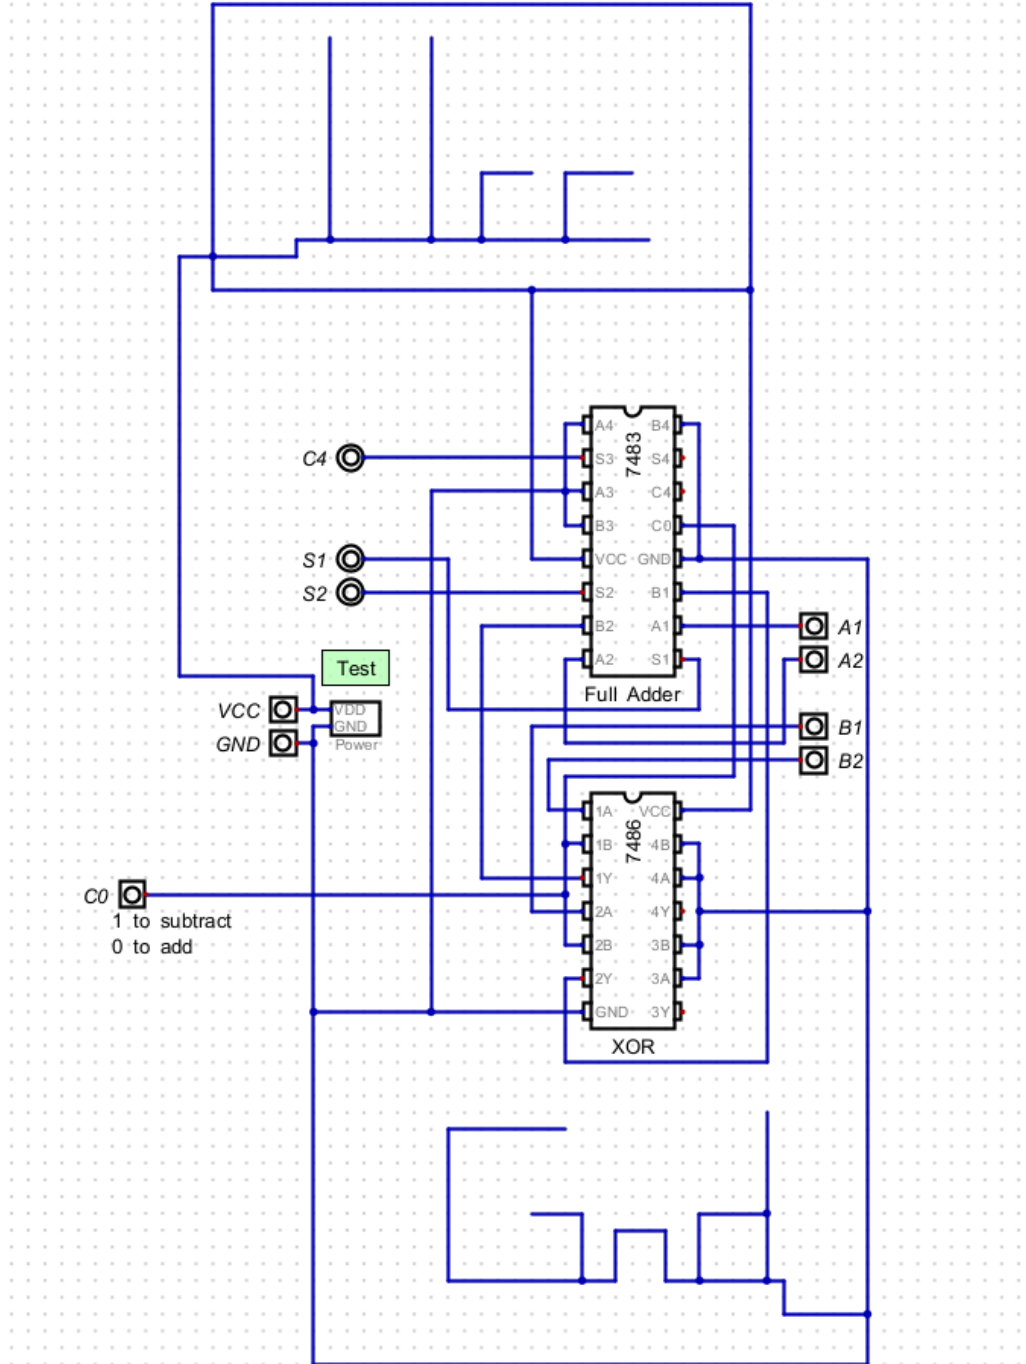 A4 B4
C4 S3 7483 S4
A3 C4
B3 C0
S1 VCC GND
S2 S2 B1
B2 A1 A1
Test A2 S1 A2
Full Adder
VCC VDD B1
GND GND
Power B2
1A VCC
1B 7486 4B
1Y 4A
C0 2A 4Y
1 to subtract
0 to add 2B 3B
2Y 3A
GND 3Y
XOR